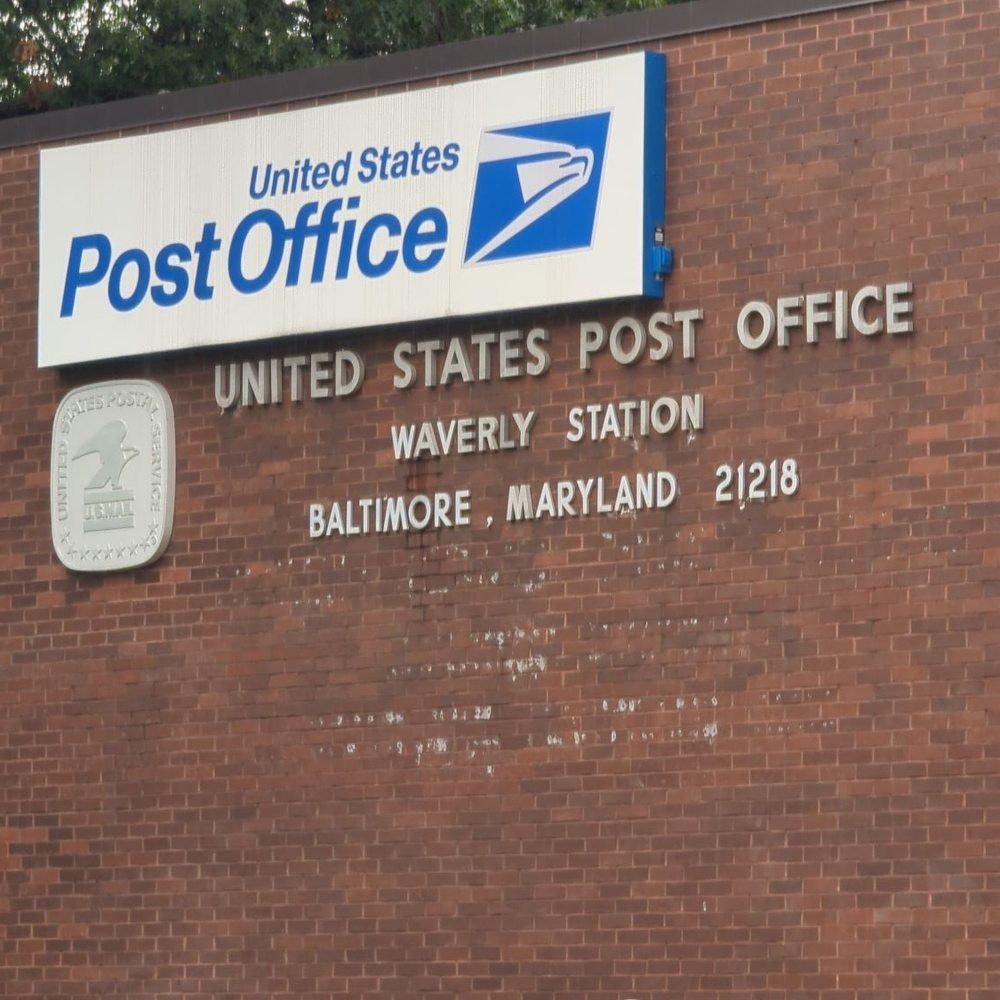 United States
Post Office
UNITED STATES POST OFFICE
WAVERLY STATION
BALTIMORE, MARYLAND 21218
UNITED STATES POSTAL SERVICE
U.S.MAIL